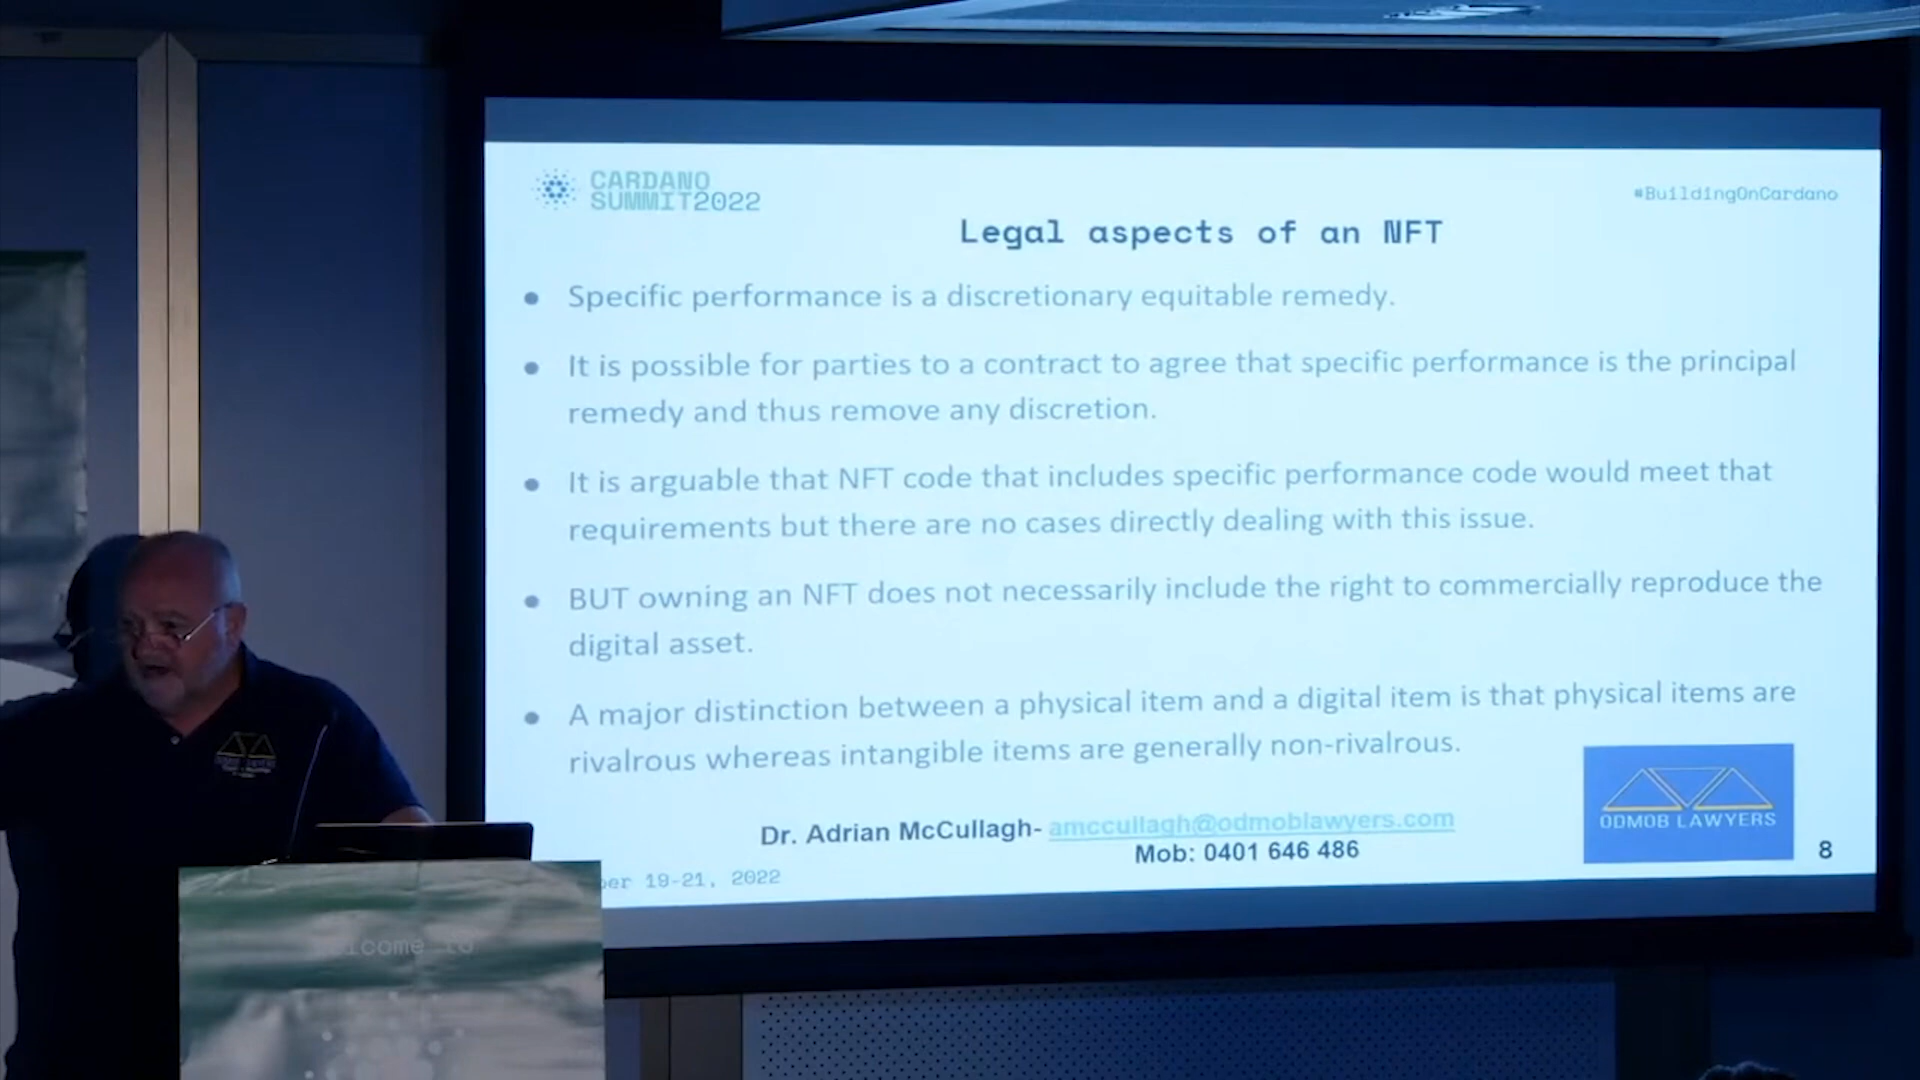 CARDANO
SUMMIT2022
#BuildingOnCardano
Legal aspects of an NFT
● Specific performance is a discretionary equitable remedy.
● It is possible for parties to a contract to agree that specific performance is the principal
remedy and thus remove any discretion.
● It is arguable that NFT code that includes specific performance code would meet that
requirements but there are no cases directly dealing with this issue.
● BUT owning an NFT does not necessarily include the right to commercially reproduce the
digital asset.
● A major distinction between a physical item and a digital item is that physical items are
rivalrous whereas intangible items are generally non-rivalrous.
Dr. Adrian McCullagh- amccullagh@odmoblawyers.com
Mob: 0401 646 486
ODMOB LAWYERS
8
19-21, 2022